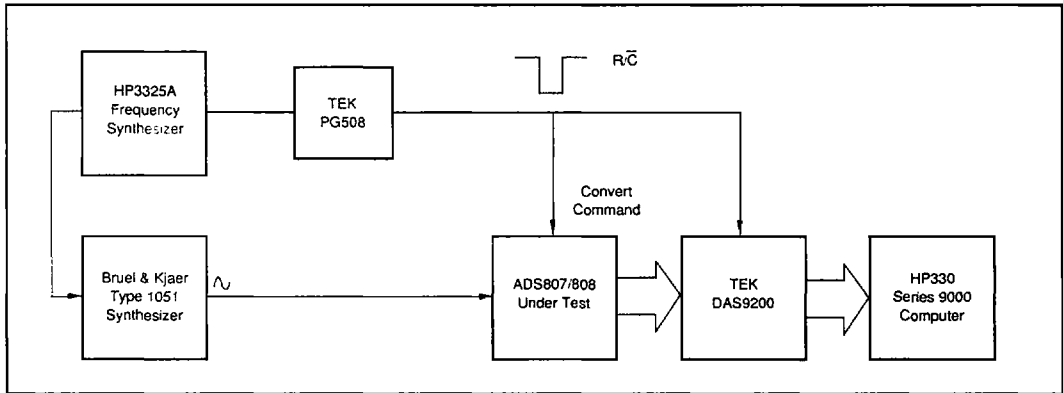 HP3325A
Frequency
Synthesizer
TEK
PG508
R/C̅
Convert
Command
Bruel & Kjaer
Type 1051
Synthesizer
ADS807/808
Under Test
TEK
DAS9200
HP330
Series 9000
Computer